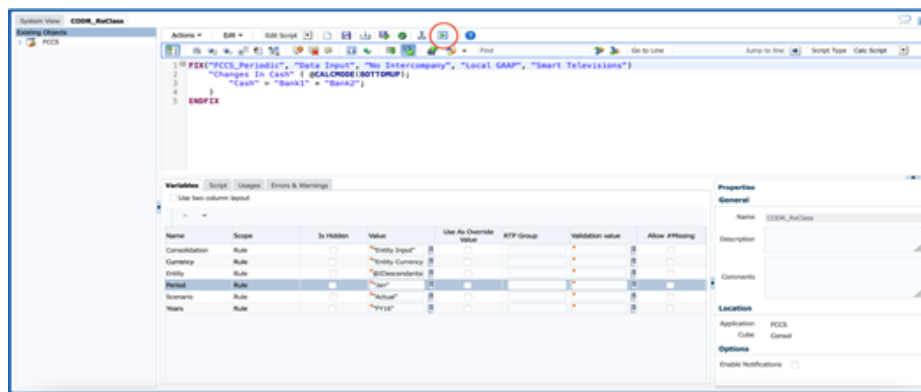 System View CODR_ReClass
Existing Objects
FCCS
Actions Edit Edit Script
Find Go to Line Jump to line Script Type Calc Script
1 FIX("FCCS_Periodic", "Data Input", "No Intercompany", "Local GAAP", "Smart Televisions")
2 "Changes In Cash" ( @CALCMODE(BOTTOMUP);
3 "Cash" = "Bank1" + "Bank2";
4 )
5 ENDFIX
Variables Script Usages Errors & Warnings
Use two column layout
Name Scope Is Hidden Value Use As Override Value RTP Group Validation value Allow #Missing
Consolidation Rule "Entity Input"
Currency Rule "Entity Currency
Entity Rule @IDescendants(
Period Rule "Jan"
Scenario Rule "Actual"
Years Rule "FY16"
Properties
General
Name CODR_ReClass
Description
Comments
Location
Application FCCS
Cube Consol
Options
Enable Notifications